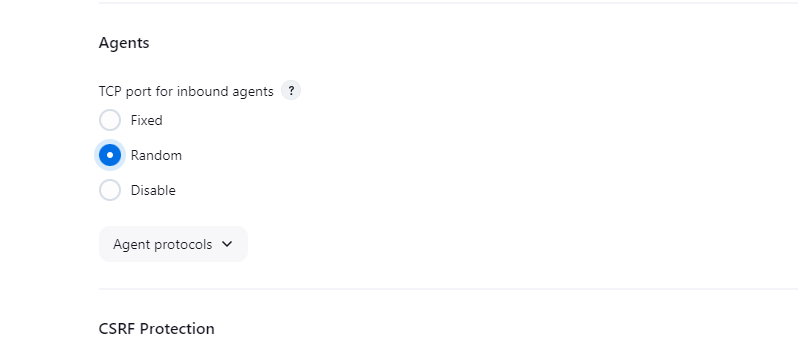 Agents
TCP port for inbound agents ?
Fixed
Random
Disable
Agent protocols
CSRF Protection